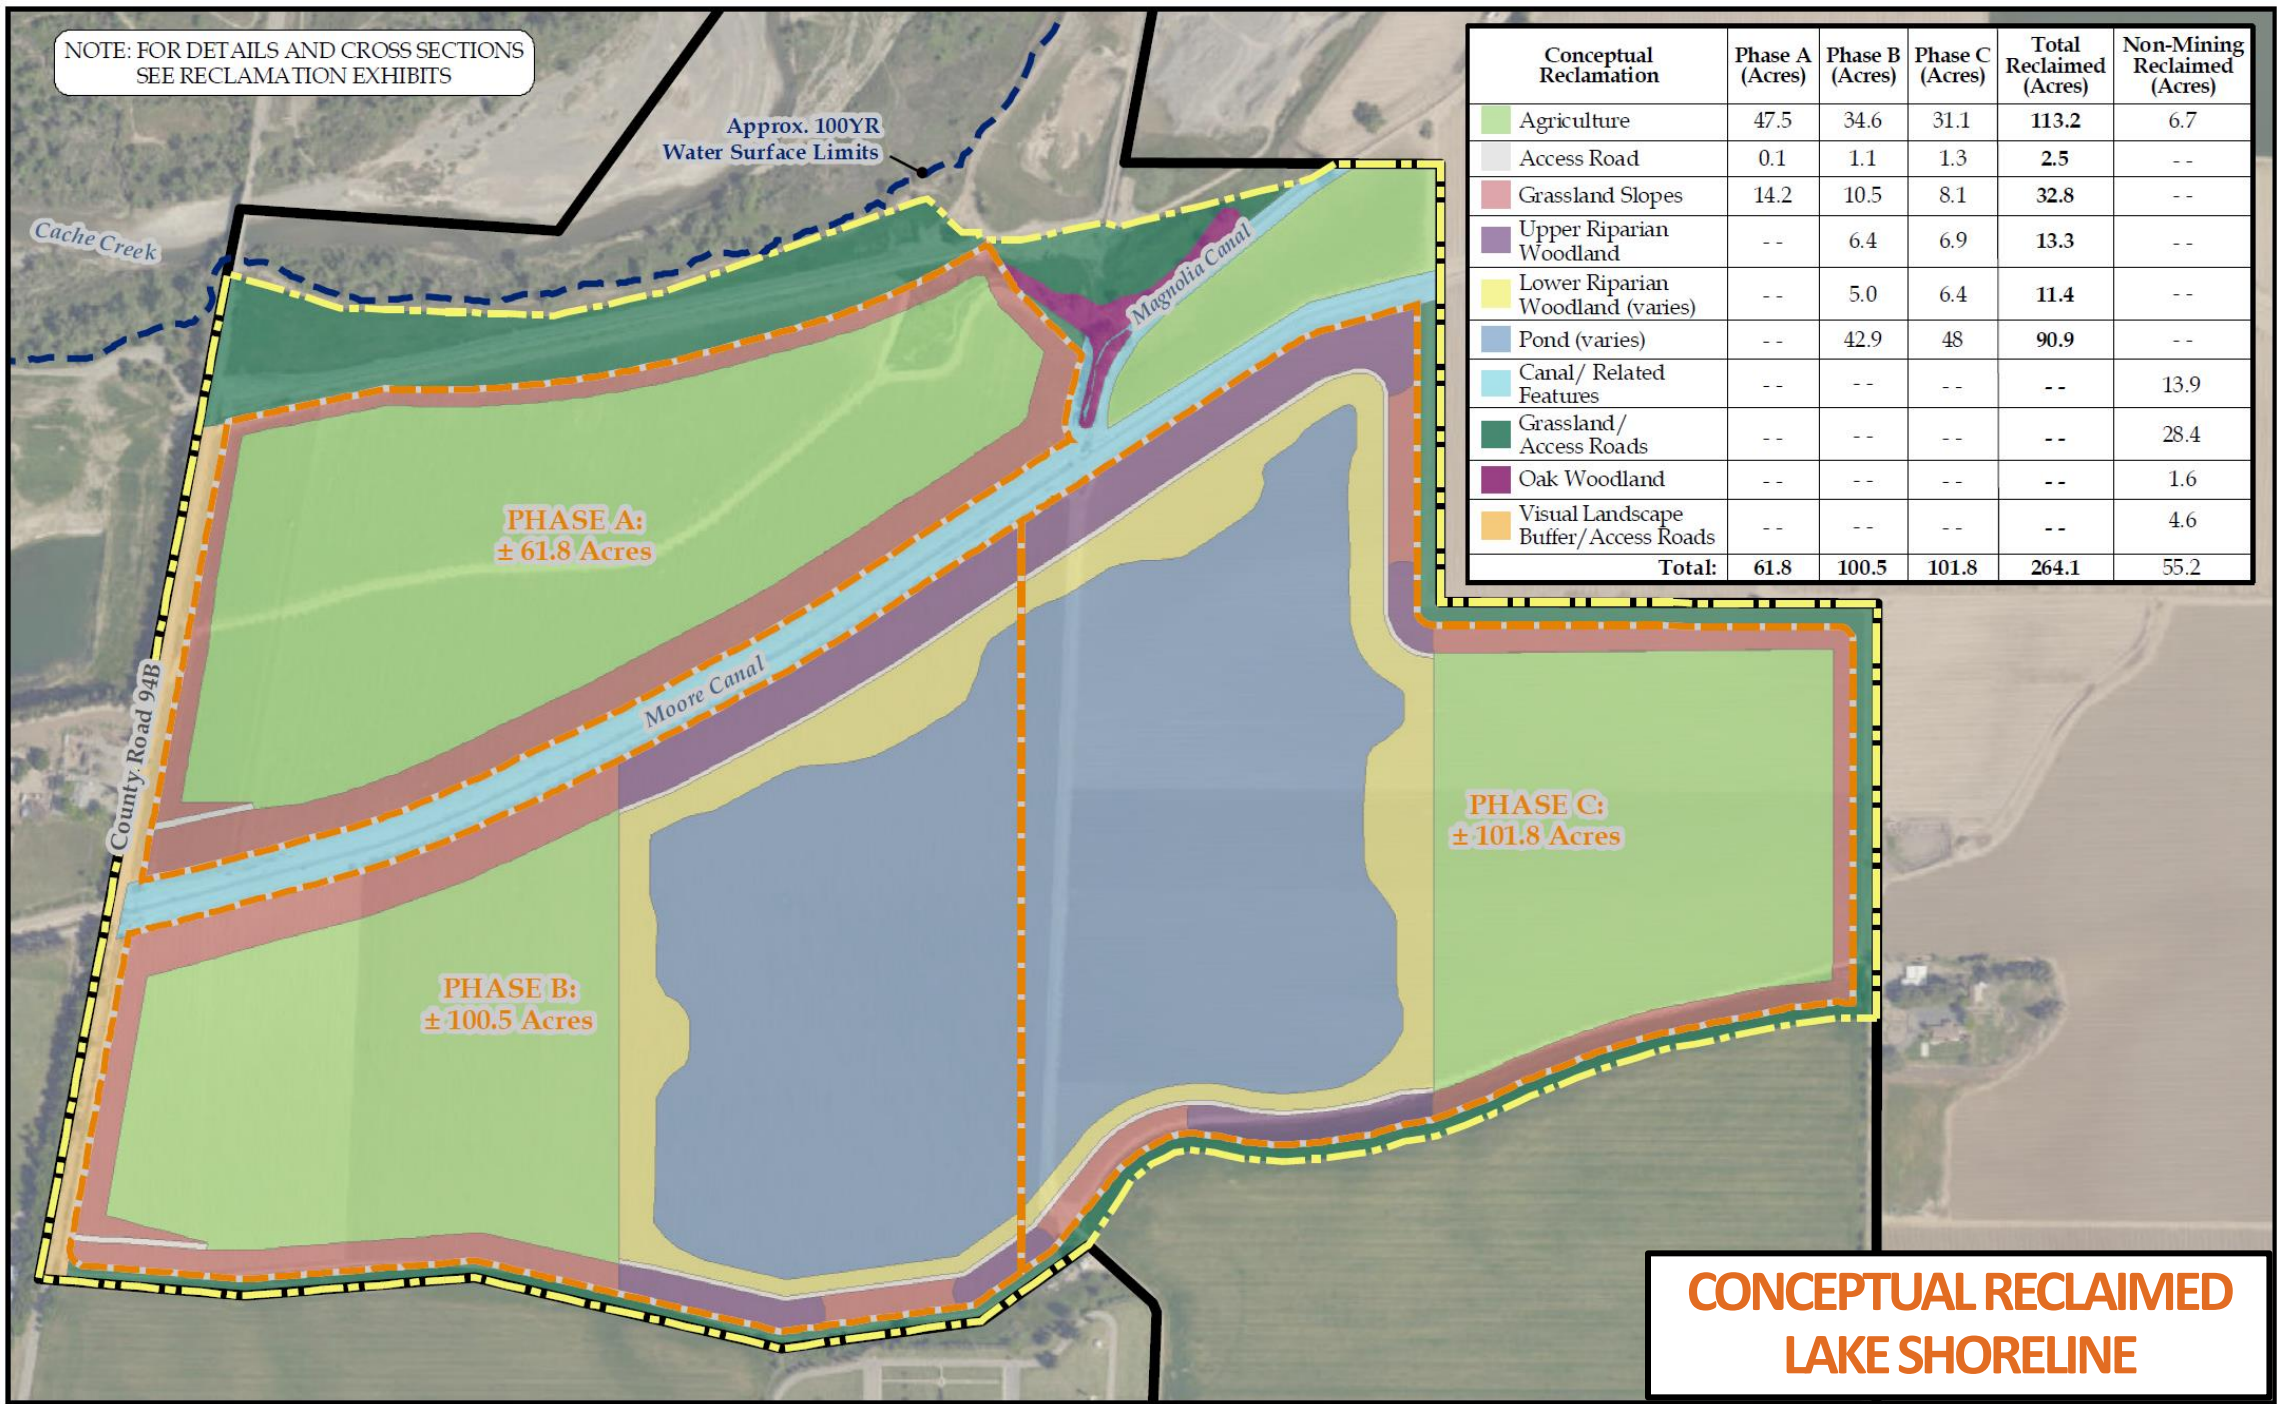 NOTE: FOR DETAILS AND CROSS SECTIONS
SEE RECLAMATION EXHIBITS
Approx. 100YR
Water Surface Limits
Cache Creek
Magnolia Canal
Moore Canal
County Road 94B
PHASE A:
± 61.8 Acres
PHASE B:
± 100.5 Acres
PHASE C:
± 101.8 Acres
Conceptual Reclamation | Phase A (Acres) | Phase B (Acres) | Phase C (Acres) | Total Reclaimed (Acres) | Non-Mining Reclaimed (Acres)
Agriculture 47.5 34.6 31.1 113.2 6.7
Access Road 0.1 1.1 1.3 2.5 - -
Grassland Slopes 14.2 10.5 8.1 32.8 - -
Upper Riparian Woodland - - 6.4 6.9 13.3 - -
Lower Riparian Woodland (varies) - - 5.0 6.4 11.4 - -
Pond (varies) - - 42.9 48 90.9 - -
Canal/ Related Features - - - - - - - - 13.9
Grassland/ Access Roads - - - - - - - - 28.4
Oak Woodland - - - - - - - - 1.6
Visual Landscape Buffer/Access Roads - - - - - - - - 4.6
Total: 61.8 100.5 101.8 264.1 55.2
CONCEPTUAL RECLAIMED
LAKE SHORELINE